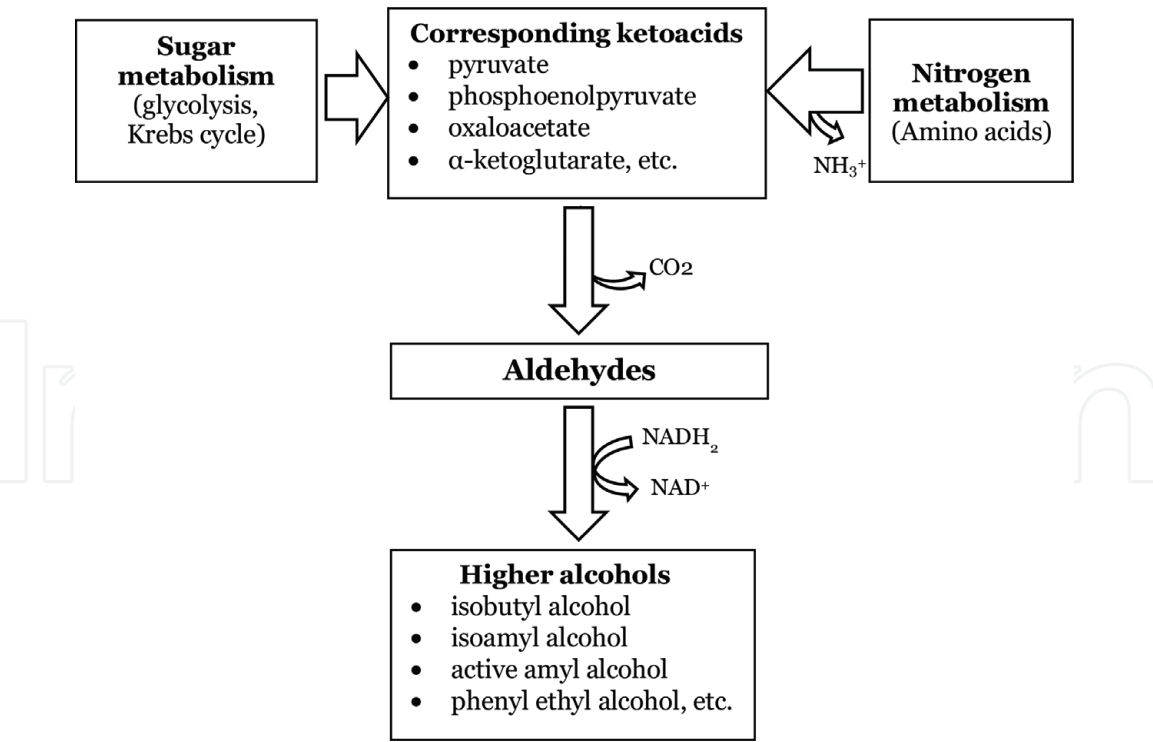 Sugar
metabolism
(glycolysis,
Krebs cycle)
Corresponding ketoacids
• pyruvate
• phosphoenolpyruvate
• oxaloacetate
• α-ketoglutarate, etc.
Nitrogen
metabolism
(Amino acids)
NH₃⁺
CO2
Aldehydes
NADH₂
NAD⁺
Higher alcohols
• isobutyl alcohol
• isoamyl alcohol
• active amyl alcohol
• phenyl ethyl alcohol, etc.